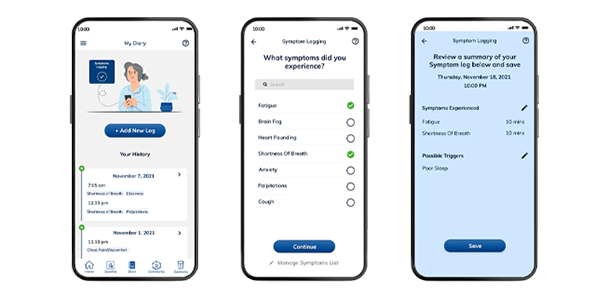 10:00
My Diary
Symptoms
Logging
+ Add New Log
Your History
November 7, 2021
7:05 am
Shortness of Breath Dizziness
12:33 pm
Shortness of Breath Palpitations
November 1, 2021
11:33 pm
Chest Pain/Discomfort
Home
Share
Community
10:00
Symptom Logging
What symptoms did you
experience?
Search
Fatigue
Brain Fog
Heart Pounding
Shortness Of Breath
Anxiety
Palpitations
Cough
Continue
Manage Symptoms List
10:00
Symptom Logging
Review a summary of your
Symptom log below and save
Thursday, November 18, 2021
10:00 PM
Symptoms Experienced
Fatigue 10 mins
Shortness Of Breath 10 mins
Possible Triggers
Poor Sleep
Save